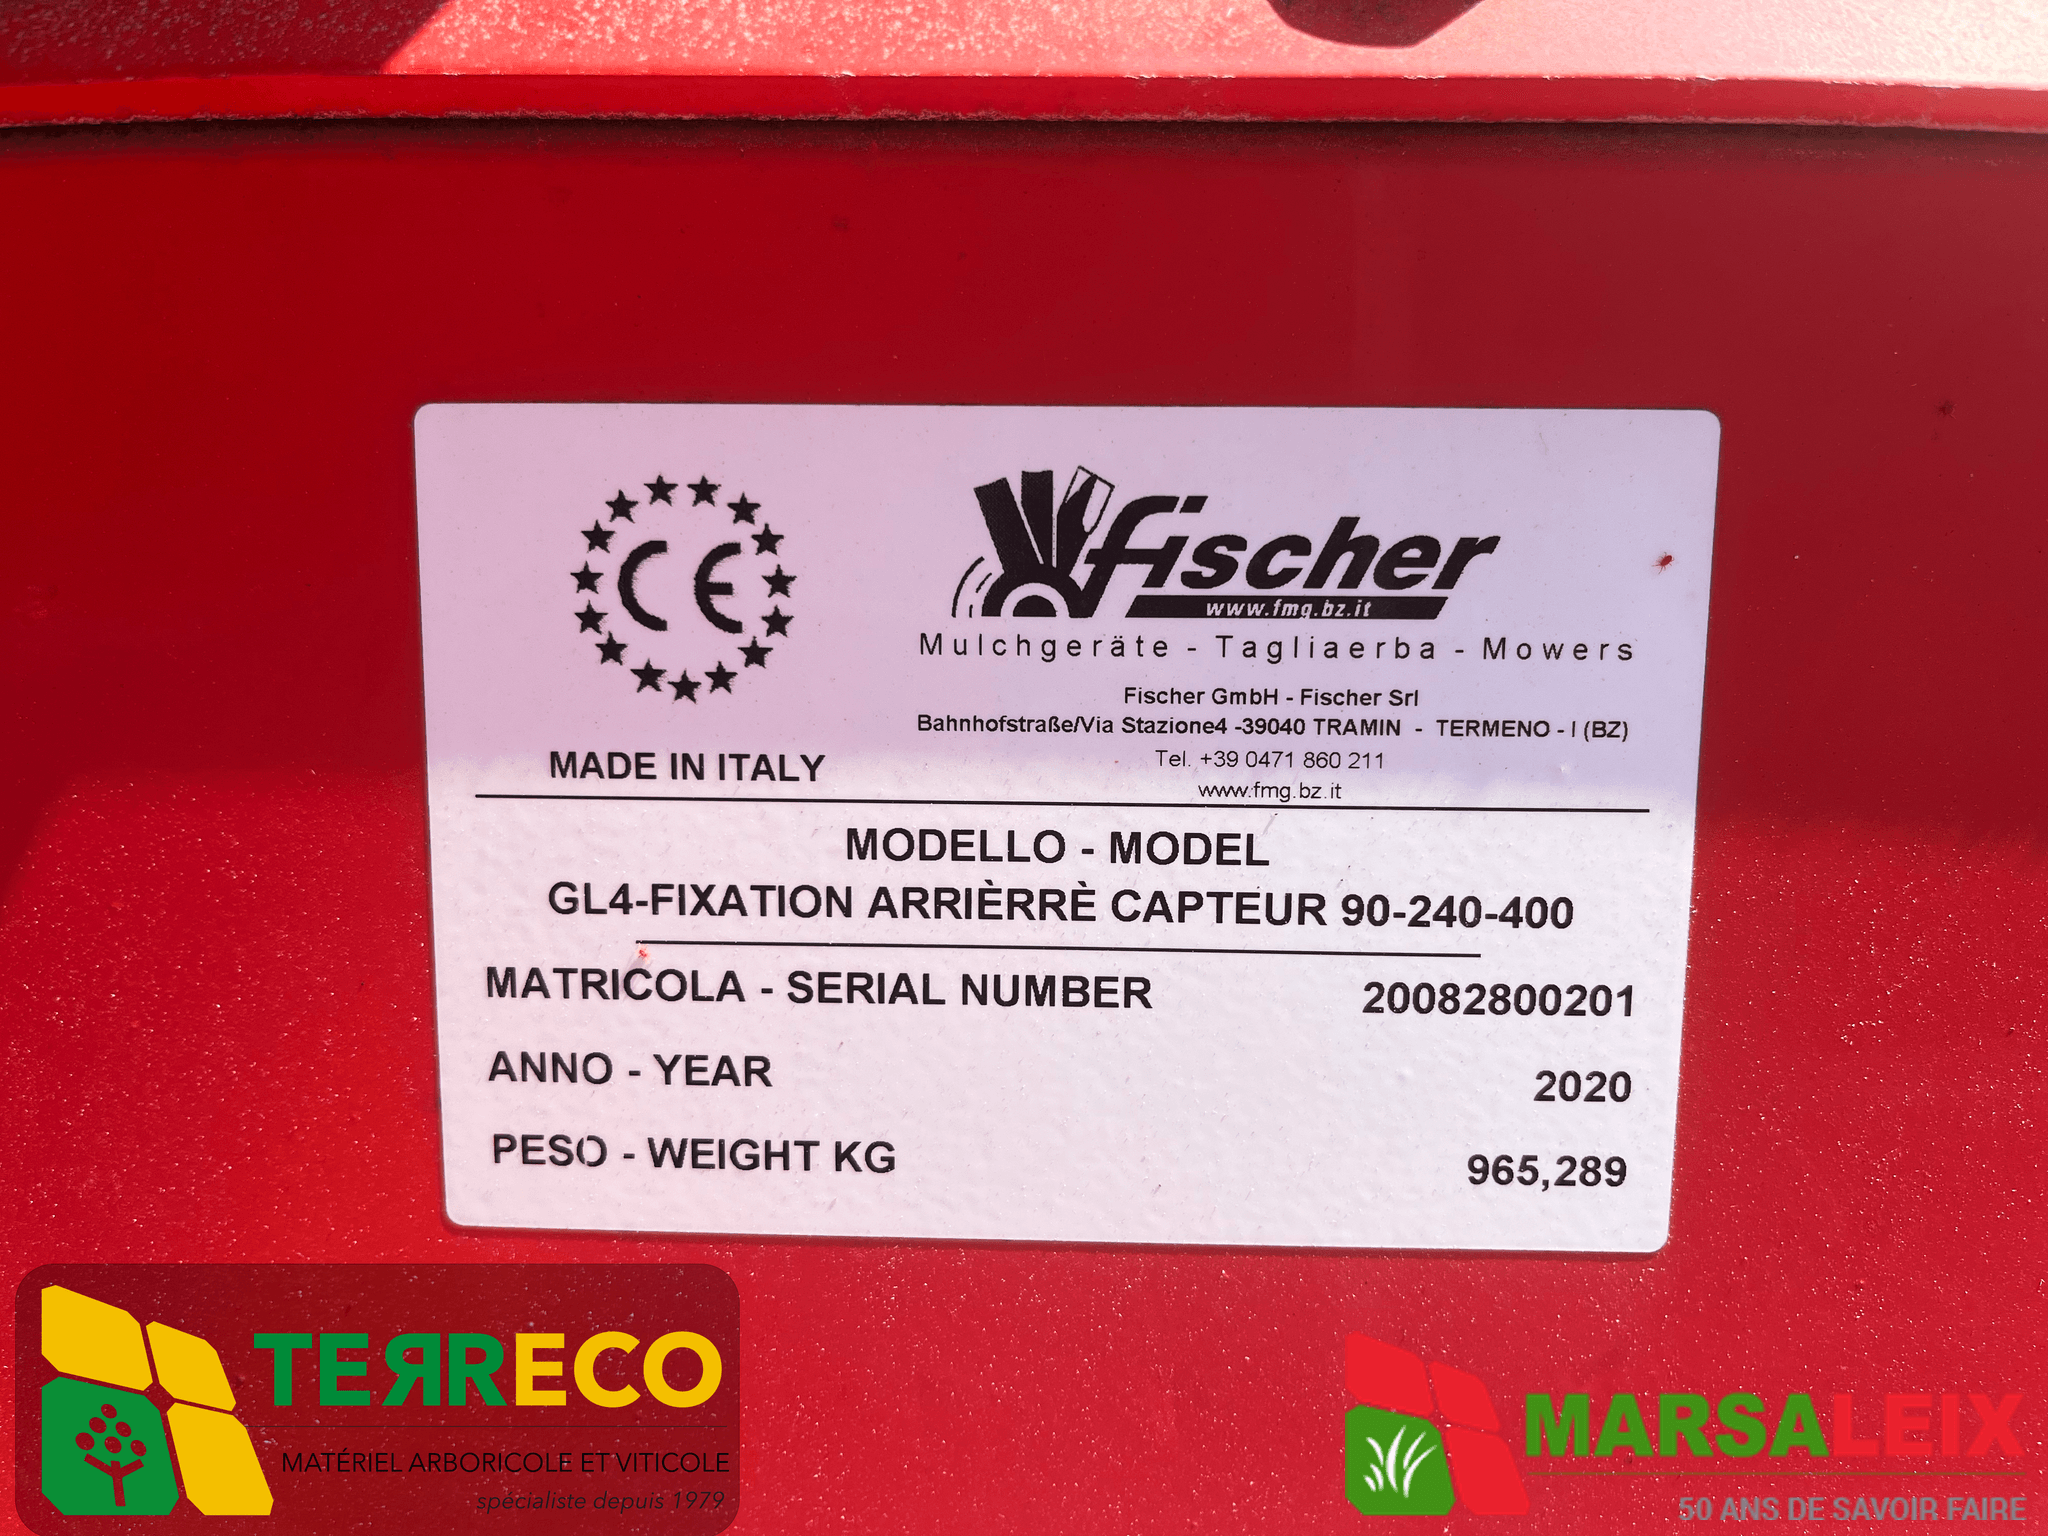 CE
fischer
www.fmg.bz.it
Mulchgeräte - Tagliaerba - Mowers
Fischer GmbH - Fischer Srl
Bahnhofstraße/Via Stazione4 -39040 TRAMIN - TERMENO - I (BZ)
Tel. +39 0471 860 211
www.fmg.bz.it
MADE IN ITALY
MODELLO - MODEL
GL4-FIXATION ARRIÈRRÈ CAPTEUR 90-240-400
MATRICOLA - SERIAL NUMBER 20082800201
ANNO - YEAR 2020
PESO - WEIGHT KG 965,289
TERRECO
MATÉRIEL ARBORICOLE ET VITICOLE
spécialiste depuis 1979
MARSALEIX
50 ANS DE SAVOIR FAIRE